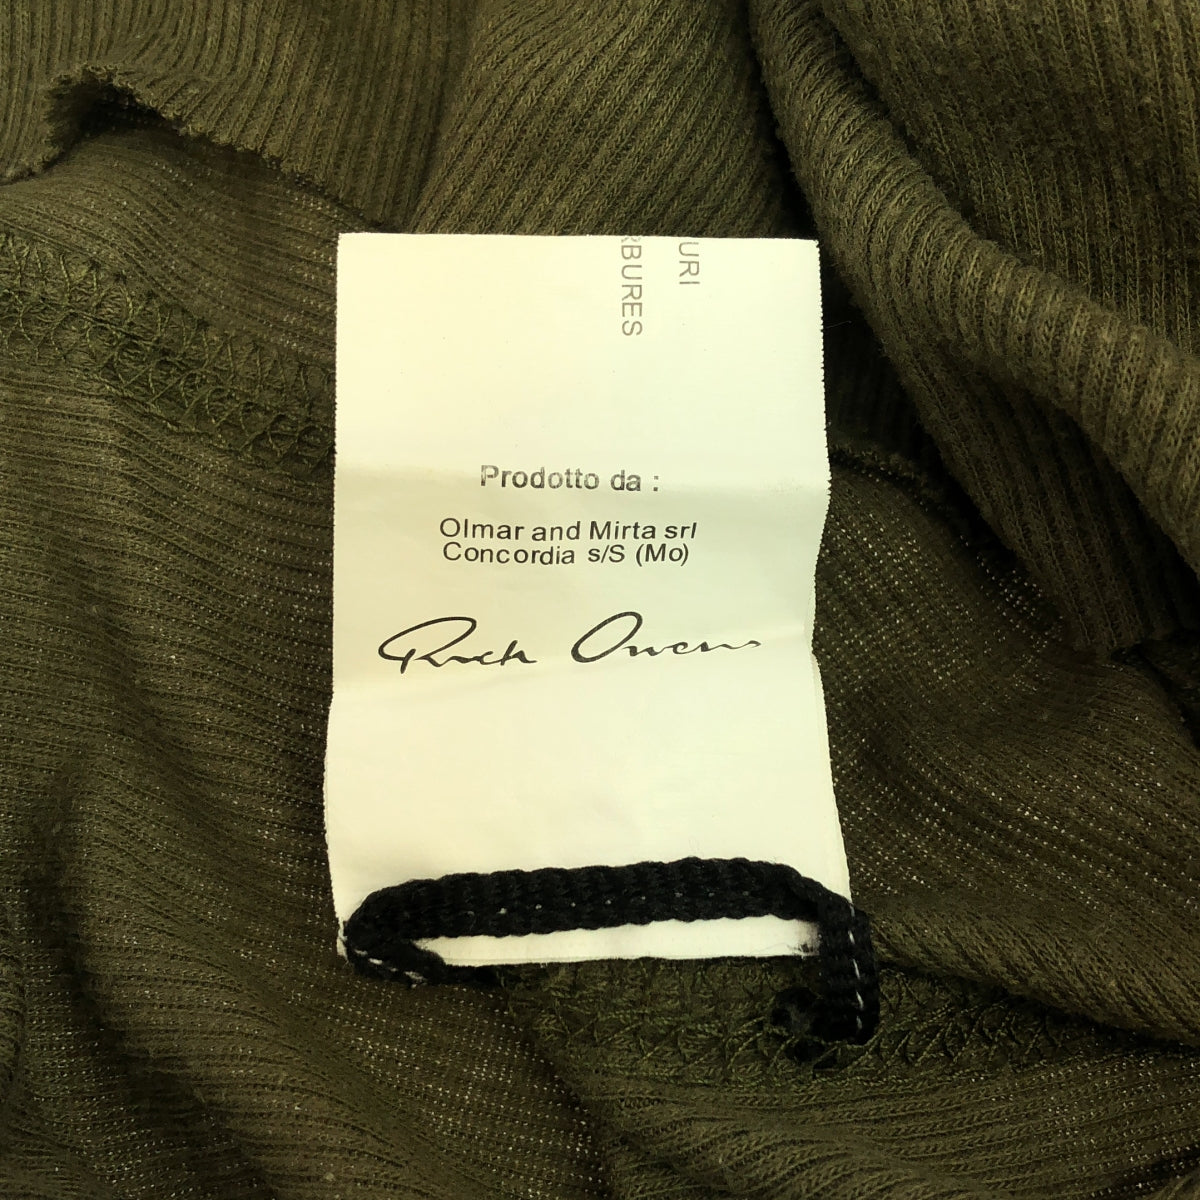 URI
RBURES
Prodotto da :
Olmar and Mirta srl
Concordia s/S (Mo)
Rick Owens